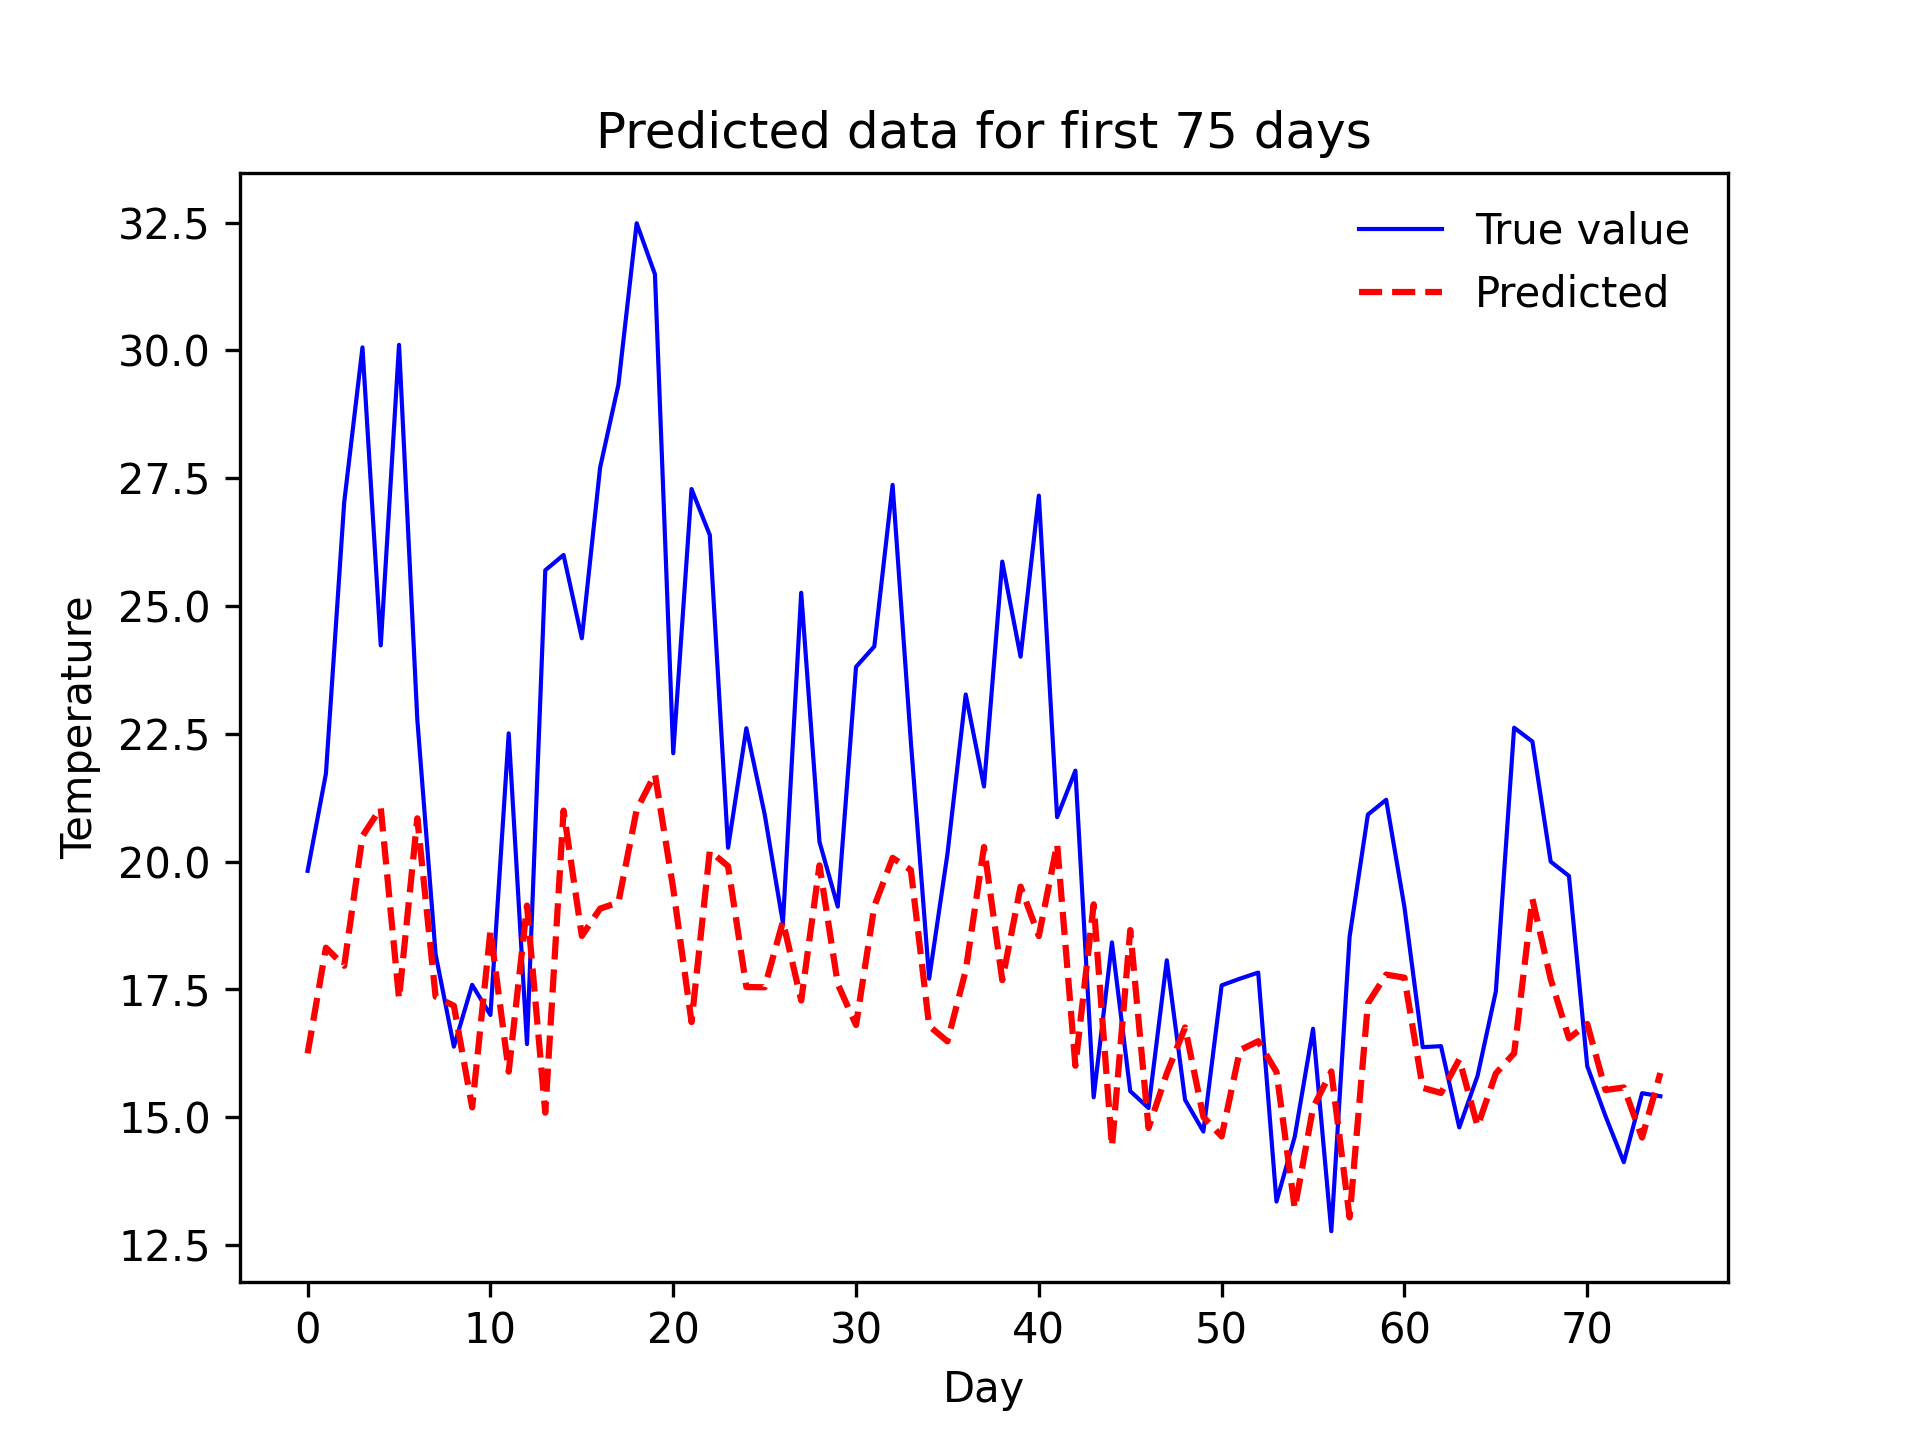 Predicted data for first 75 days
True value
Predicted
32.5
30.0
27.5
25.0
22.5
20.0
17.5
15.0
12.5
Temperature
0 10 20 30 40 50 60 70
Day